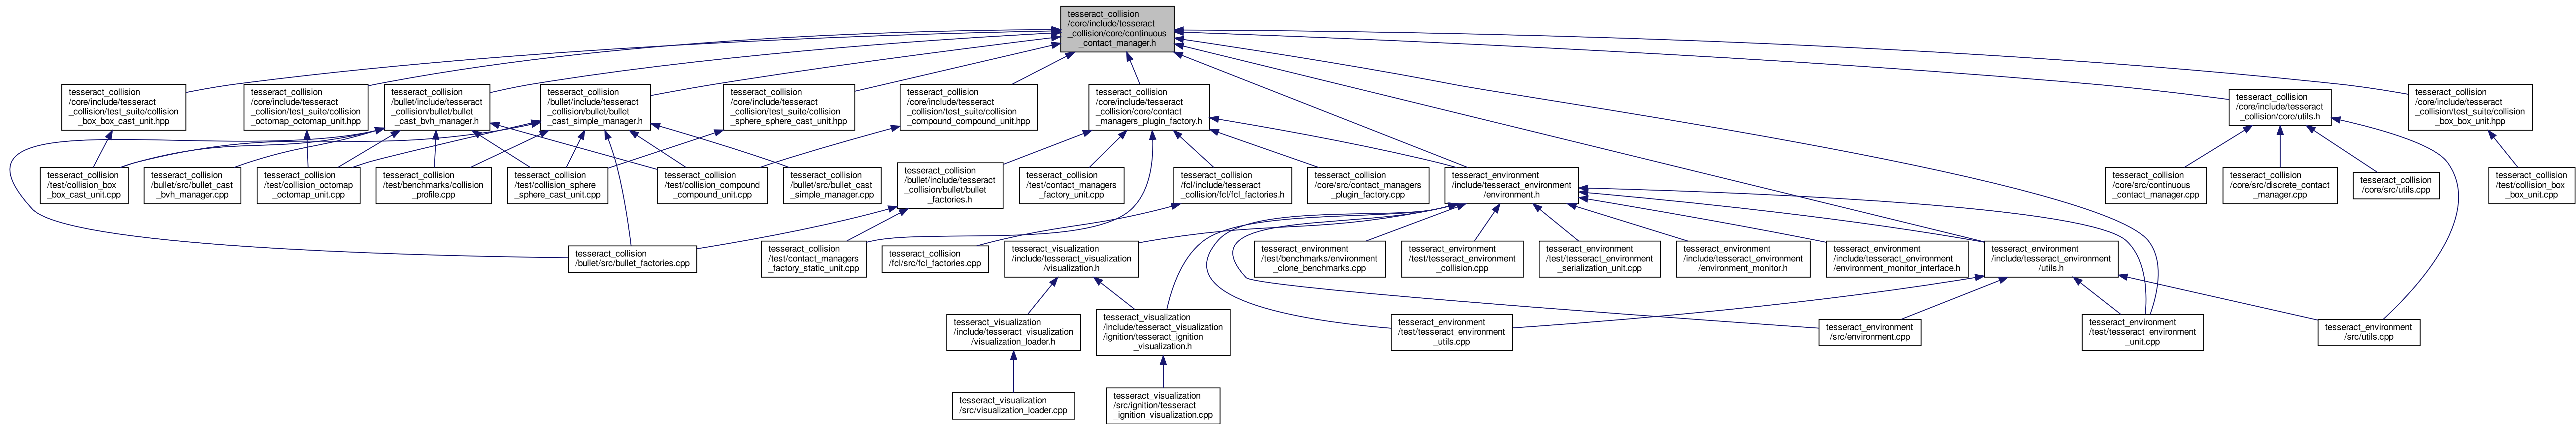 tesseract_collision
/core/include/tesseract
_collision/core/continuous
_contact_manager.h
tesseract_collision
/core/include/tesseract
_collision/test_suite/collision
_box_box_cast_unit.hpp
tesseract_collision
/core/include/tesseract
_collision/test_suite/collision
_octomap_octomap_unit.hpp
tesseract_collision
/bullet/include/tesseract
_collision/bullet/bullet
_cast_bvh_manager.h
tesseract_collision
/bullet/include/tesseract
_collision/bullet/bullet
_cast_simple_manager.h
tesseract_collision
/core/include/tesseract
_collision/test_suite/collision
_sphere_sphere_cast_unit.hpp
tesseract_collision
/core/include/tesseract
_collision/test_suite/collision
_compound_compound_unit.hpp
tesseract_collision
/core/include/tesseract
_collision/core/contact
_managers_plugin_factory.h
tesseract_collision
/core/include/tesseract
_collision/core/utils.h
tesseract_collision
/core/include/tesseract
_collision/test_suite/collision
_box_box_unit.hpp
tesseract_collision
/test/collision_box
_box_cast_unit.cpp
tesseract_collision
/bullet/src/bullet_cast
_bvh_manager.cpp
tesseract_collision
/test/collision_octomap
_octomap_unit.cpp
tesseract_collision
/test/benchmarks/collision
_profile.cpp
tesseract_collision
/test/collision_sphere
_sphere_cast_unit.cpp
tesseract_collision
/test/collision_compound
_compound_unit.cpp
tesseract_collision
/bullet/src/bullet_cast
_simple_manager.cpp
tesseract_collision
/bullet/include/tesseract
_collision/bullet/bullet
_factories.h
tesseract_collision
/test/contact_managers
_factory_unit.cpp
tesseract_collision
/fcl/include/tesseract
_collision/fcl/fcl_factories.h
tesseract_collision
/core/src/contact_managers
_plugin_factory.cpp
tesseract_environment
/include/tesseract_environment
/environment.h
tesseract_collision
/core/src/continuous
_contact_manager.cpp
tesseract_collision
/core/src/discrete_contact
_manager.cpp
tesseract_collision
/core/src/utils.cpp
tesseract_collision
/test/collision_box
_box_unit.cpp
tesseract_collision
/bullet/src/bullet_factories.cpp
tesseract_collision
/test/contact_managers
_factory_static_unit.cpp
tesseract_collision
/fcl/src/fcl_factories.cpp
tesseract_visualization
/include/tesseract_visualization
/visualization.h
tesseract_environment
/test/benchmarks/environment
_clone_benchmarks.cpp
tesseract_environment
/test/tesseract_environment
_collision.cpp
tesseract_environment
/test/tesseract_environment
_serialization_unit.cpp
tesseract_environment
/include/tesseract_environment
/environment_monitor.h
tesseract_environment
/include/tesseract_environment
/environment_monitor_interface.h
tesseract_environment
/include/tesseract_environment
/utils.h
tesseract_visualization
/include/tesseract_visualization
/visualization_loader.h
tesseract_visualization
/include/tesseract_visualization
/ignition/tesseract_ignition
_visualization.h
tesseract_environment
/test/tesseract_environment
_utils.cpp
tesseract_environment
/src/environment.cpp
tesseract_environment
/test/tesseract_environment
_unit.cpp
tesseract_environment
/src/utils.cpp
tesseract_visualization
/src/visualization_loader.cpp
tesseract_visualization
/src/ignition/tesseract
_ignition_visualization.cpp